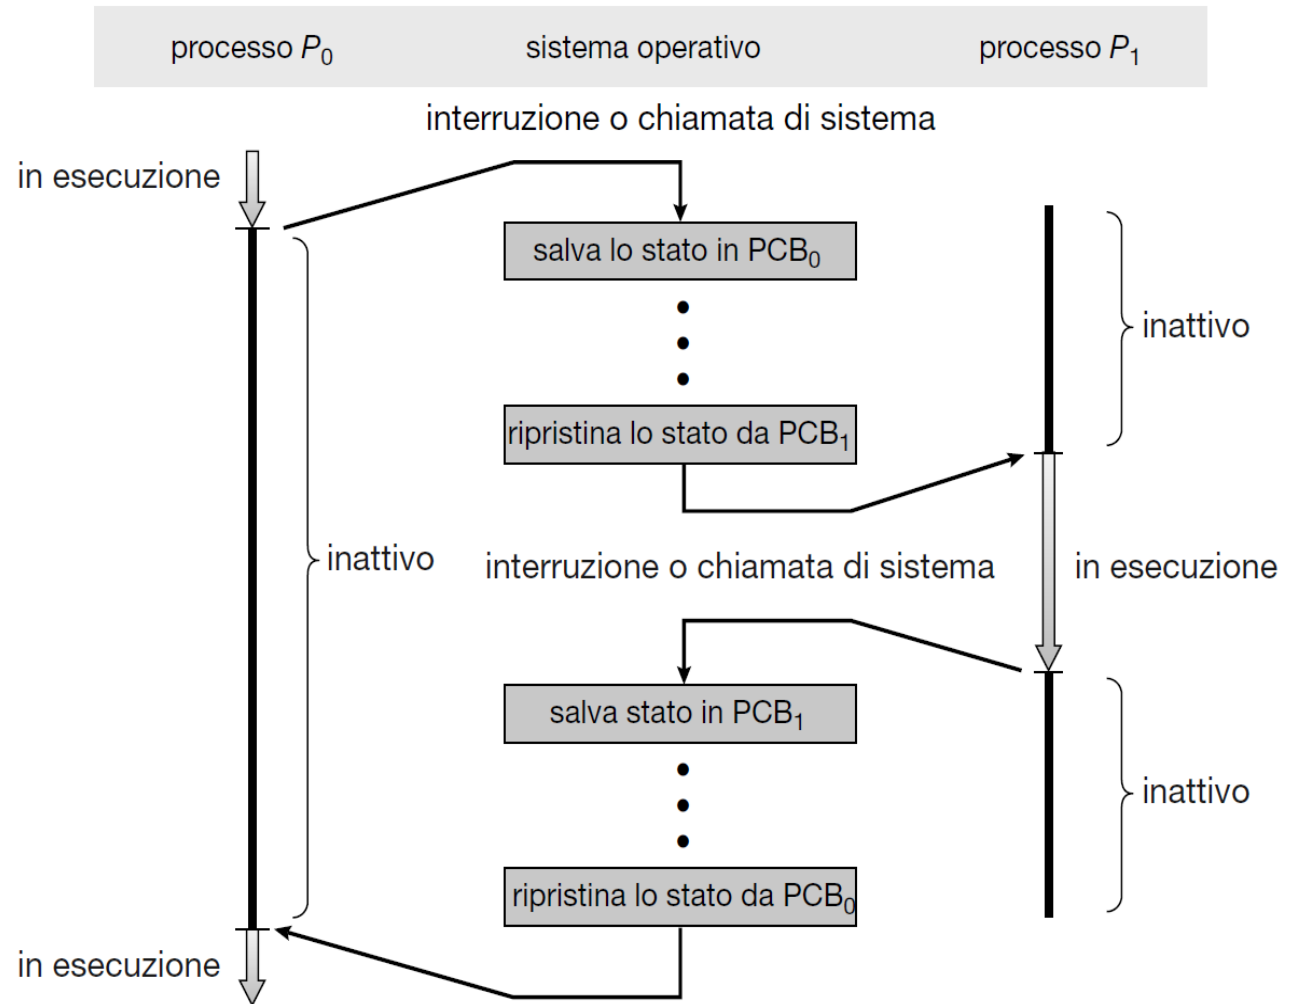 processo P₀
sistema operativo
processo P₁
interruzione o chiamata di sistema
in esecuzione
salva lo stato in PCB₀
inattivo
ripristina lo stato da PCB₁
inattivo
interruzione o chiamata di sistema
in esecuzione
salva stato in PCB₁
inattivo
ripristina lo stato da PCB₀
in esecuzione